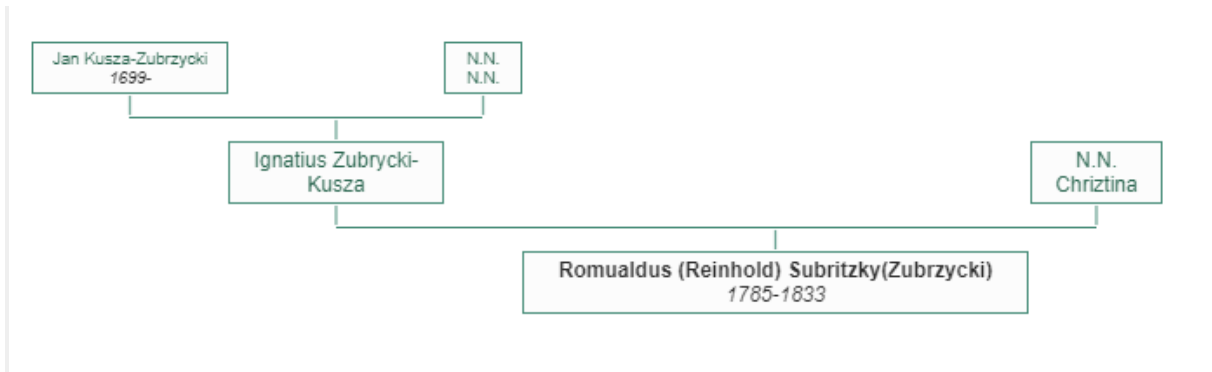 Jan Kusza-Zubrzycki
1699-
N.N.
N.N.
Ignatius Zubrycki-
Kusza
N.N.
Chriztina
Romualdus (Reinhold) Subritzky(Zubrzycki)
1785-1833